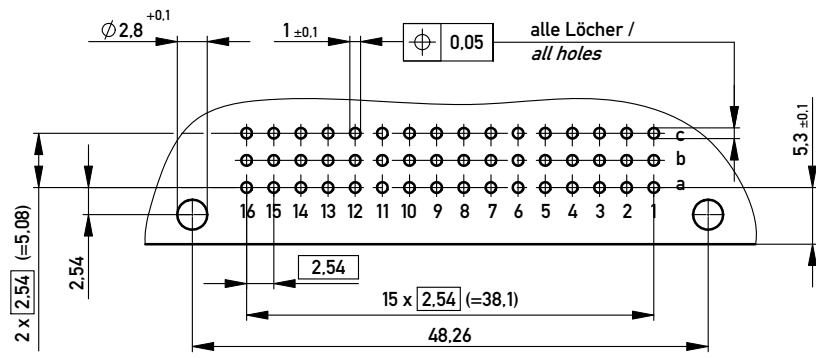 Ø 2,8 +0,1
1 ±0,1
0,05
alle Löcher /
all holes
c
b
a
5,3 ±0,1
16 15 14 13 12 11 10 9 8 7 6 5 4 3 2 1
2 x 2,54 (=5,08)
2,54
2,54
15 x 2,54 (=38,1)
48,26